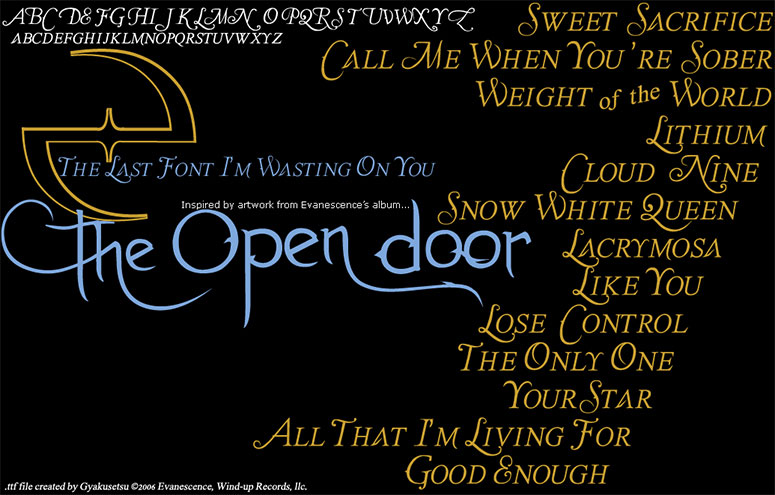 ABCDEFGHIJKLMNOPQRSTUVWXYZ
ABCDEFGHIJKLMNOPQRSTUVWXYZ
Sweet Sacrifice
Call Me When You're Sober
Weight of the World
Lithium
The Last Font I'm Wasting On You
Cloud Nine
Inspired by artwork from Evanescence's album...
Snow White Queen
The Open door
Lacrymosa
Like You
Lose Control
The Only One
Your Star
All That I'm Living For
Good Enough
.ttf file created by Gyakusetsu ©2006 Evanescence, Wind-up Records, llc.